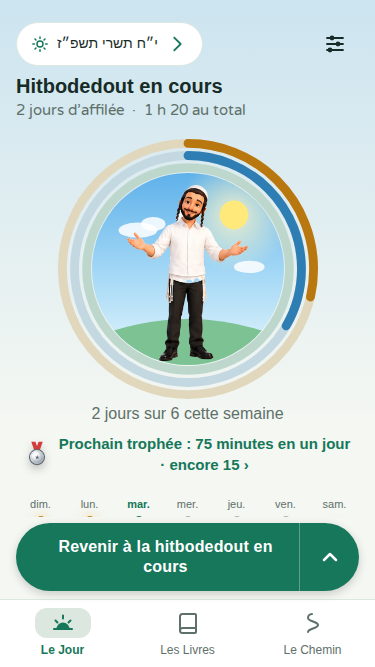 י״ח תשרי תשפ״ז
Hitbodedout en cours
2 jours d'affilée · 1 h 20 au total
2 jours sur 6 cette semaine
Prochain trophée : 75 minutes en un jour
· encore 15 ›
dim. lun. mar. mer. jeu. ven. sam.
Revenir à la hitbodedout en
cours
Le Jour Les Livres Le Chemin